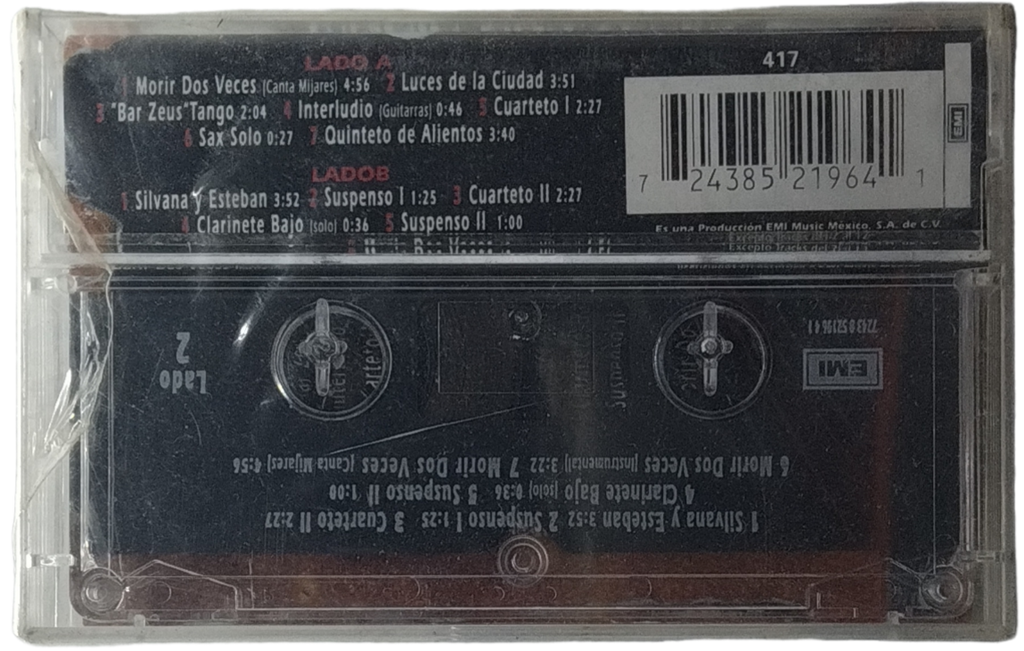 LADO A
1 Morir Dos Veces (Canta Mijares) 4:56 2 Luces de la Ciudad 3:51
3 "Bar Zeus"Tango 2:04 4 Interludio (Guitarras) 0:46 5 Cuarteto I 2:27
6 Sax Solo 0:27 7 Quinteto de Alientos 3:40
LADOB
1 Silvana Y Esteban 3:52 2 Suspenso I 1:25 3 Cuarteto II 2:27
4 Clarinete Bajo (solo) 0:36 5 Suspenso II 1:00
417
7 24385 21964 1
EMI
Es una Producción EMI Music México, S.A. de C.V.
Lado
2
EMI
7243 8 52196 4 1
1 Silvana y Esteban 3:52 2 Suspenso I 1:25 3 Cuarteto II 2:27
4 Clarinete Bajo (solo) 0:36 5 Suspenso II 1:00
6 Morir Dos Veces (Instrumental) 3:22 7 Morir Dos Veces (Canta Mijares) 4:56